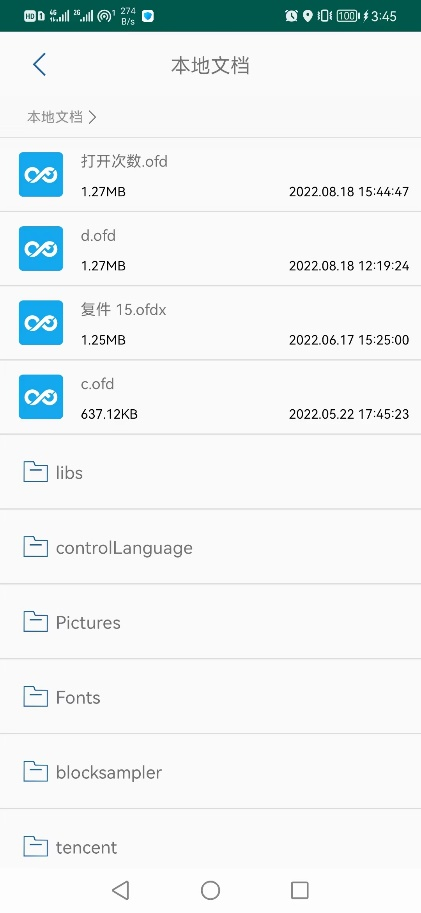 HD 1 4G 2G 1 274 B/s 100 3:45
本地文档
本地文档
打开次数.ofd
1.27MB 2022.08.18 15:44:47
d.ofd
1.27MB 2022.08.18 12:19:24
复件 15.ofdx
1.25MB 2022.06.17 15:25:00
c.ofd
637.12KB 2022.05.22 17:45:23
libs
controlLanguage
Pictures
Fonts
blocksampler
tencent